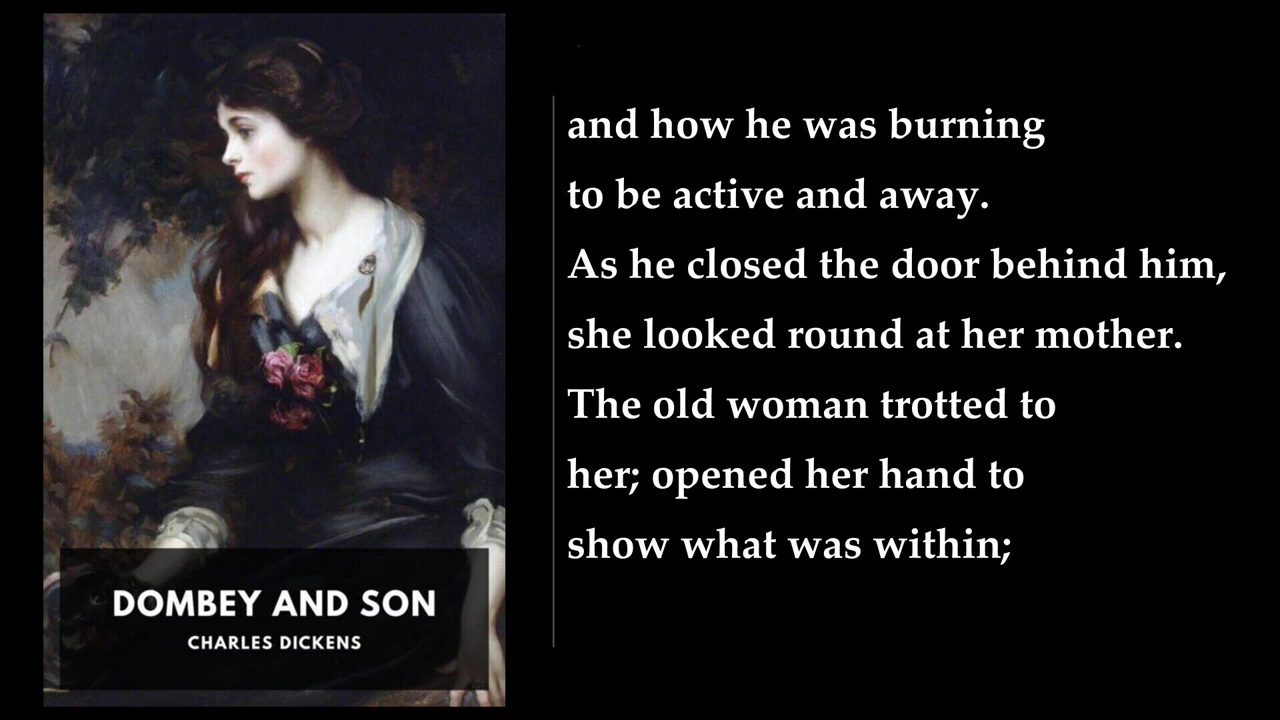 DOMBEY AND SON
CHARLES DICKENS
and how he was burning
to be active and away.
As he closed the door behind him,
she looked round at her mother.
The old woman trotted to
her; opened her hand to
show what was within;